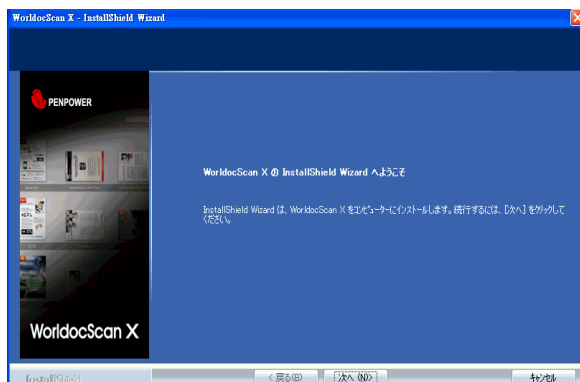 WorldocScan X - InstallShield Wizard
PENPOWER
WorldocScan X の InstallShield Wizard へようこそ
InstallShield Wizard は、WorldocScan X をコンピューターにインストールします。続行するには、[次へ] をクリックして
ください。
WorldocScan X
InstallShield
< 戻る(B)
次へ (N)>
キャンセル